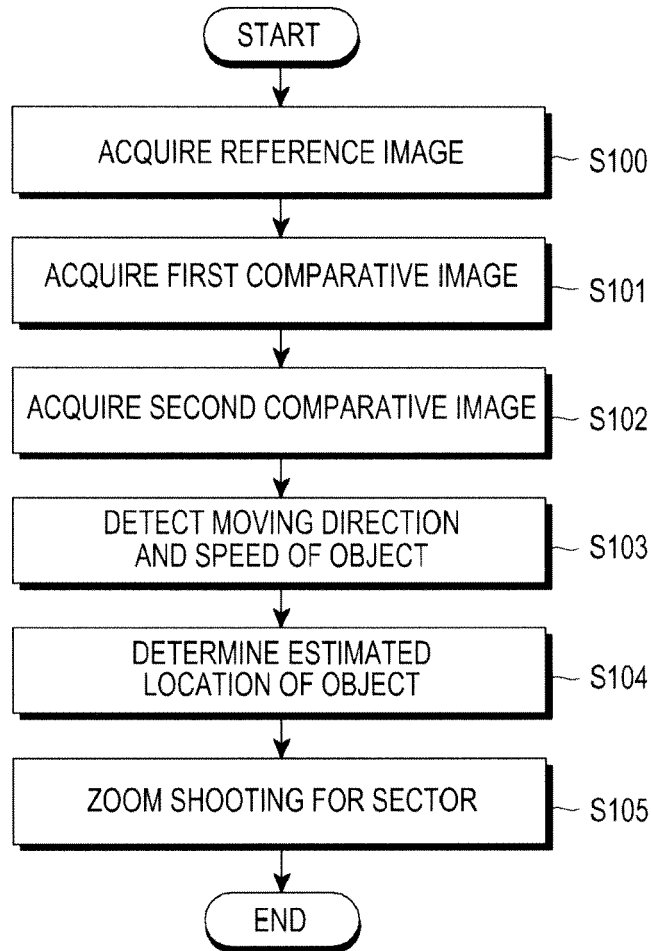 START
ACQUIRE REFERENCE IMAGE
S100
ACQUIRE FIRST COMPARATIVE IMAGE
S101
ACQUIRE SECOND COMPARATIVE IMAGE
S102
DETECT MOVING DIRECTION
AND SPEED OF OBJECT
S103
DETERMINE ESTIMATED
LOCATION OF OBJECT
S104
ZOOM SHOOTING FOR SECTOR
S105
END